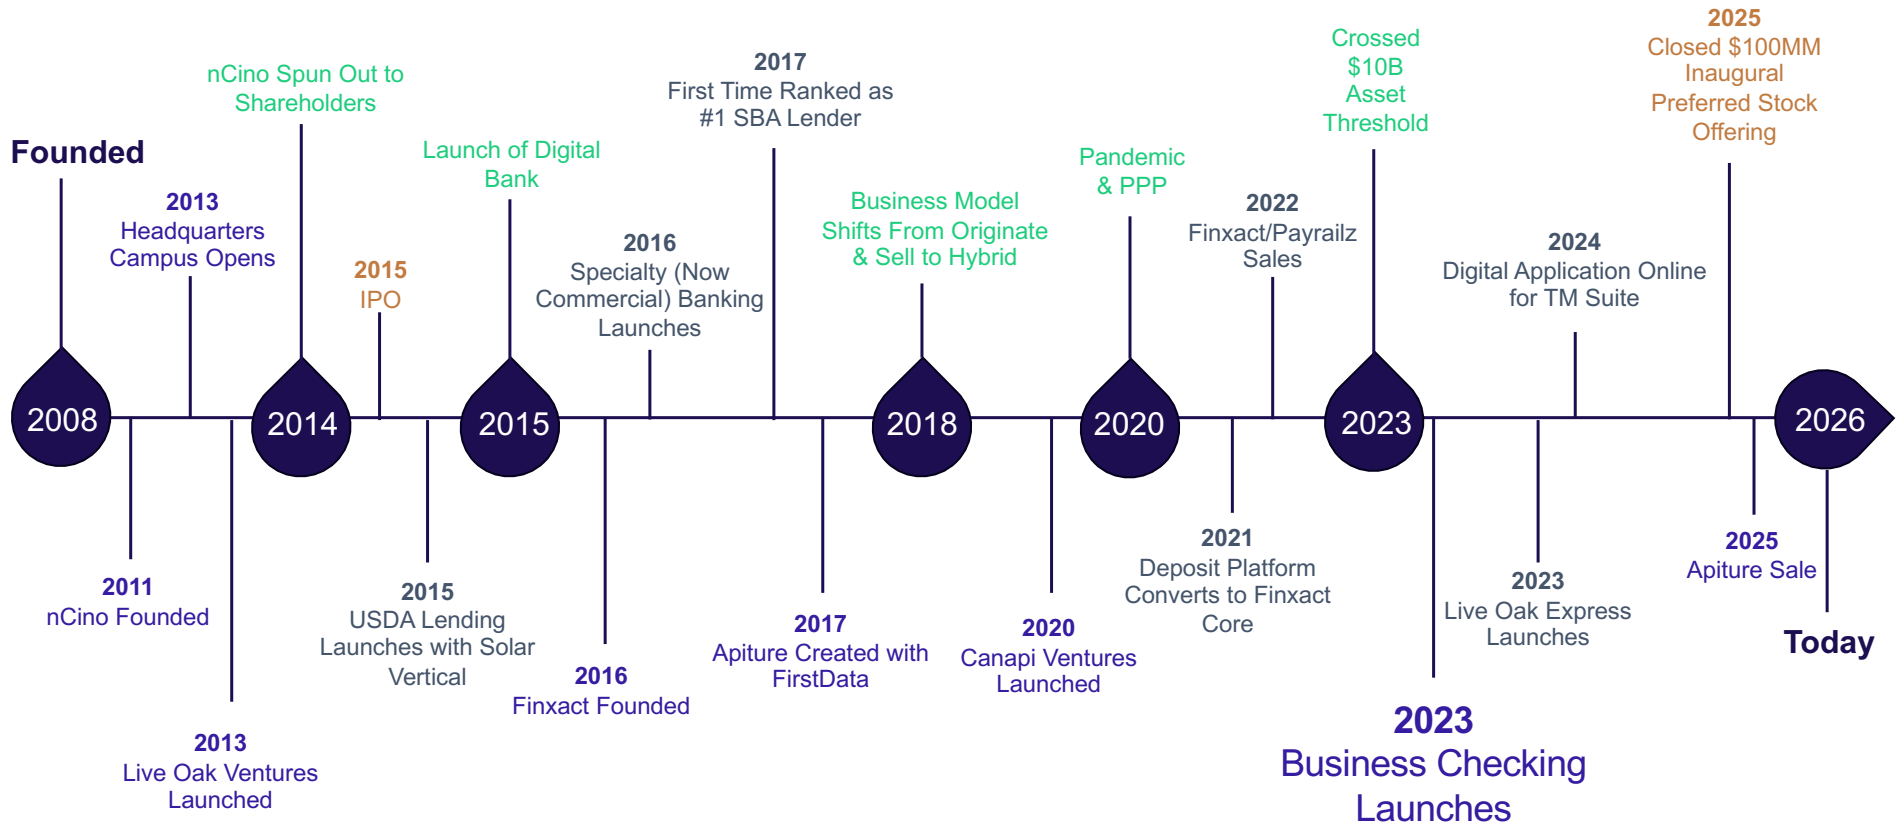 Founded
2008
2011
nCino Founded
2013
Headquarters
Campus Opens
2013
Live Oak Ventures
Launched
nCino Spun Out to
Shareholders
2014
2015
IPO
2015
USDA Lending
Launches with Solar
Vertical
Launch of Digital
Bank
2015
2016
Finxact Founded
2016
Specialty (Now
Commercial) Banking
Launches
2017
First Time Ranked as
#1 SBA Lender
2017
Apiture Created with
FirstData
Business Model
Shifts From Originate
& Sell to Hybrid
2018
2020
Canapi Ventures
Launched
Pandemic
& PPP
2020
2021
Deposit Platform
Converts to Finxact
Core
2022
Finxact/Payrailz
Sales
Crossed
$10B
Asset
Threshold
2023
2023
Business Checking
Launches
2023
Live Oak Express
Launches
2024
Digital Application Online
for TM Suite
2025
Closed $100MM
Inaugural
Preferred Stock
Offering
2025
Apiture Sale
2026
Today